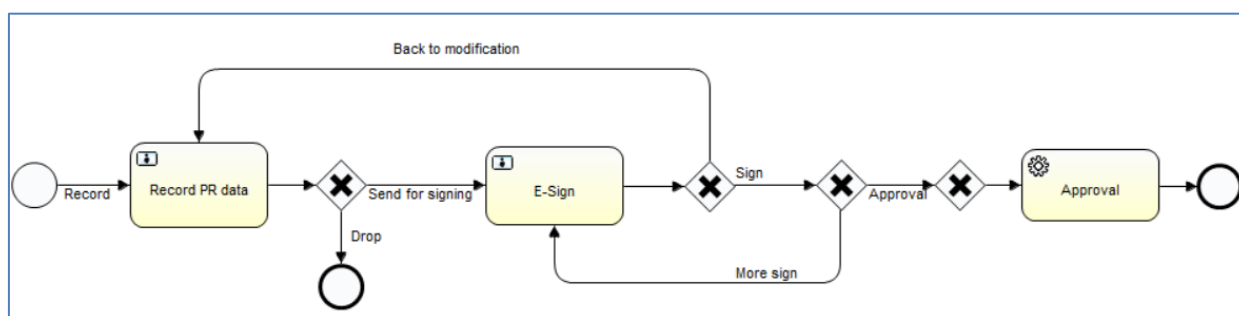 Back to modification
Record
Record PR data
Send for signing
Drop
E-Sign
Sign
More sign
Approval
Approval